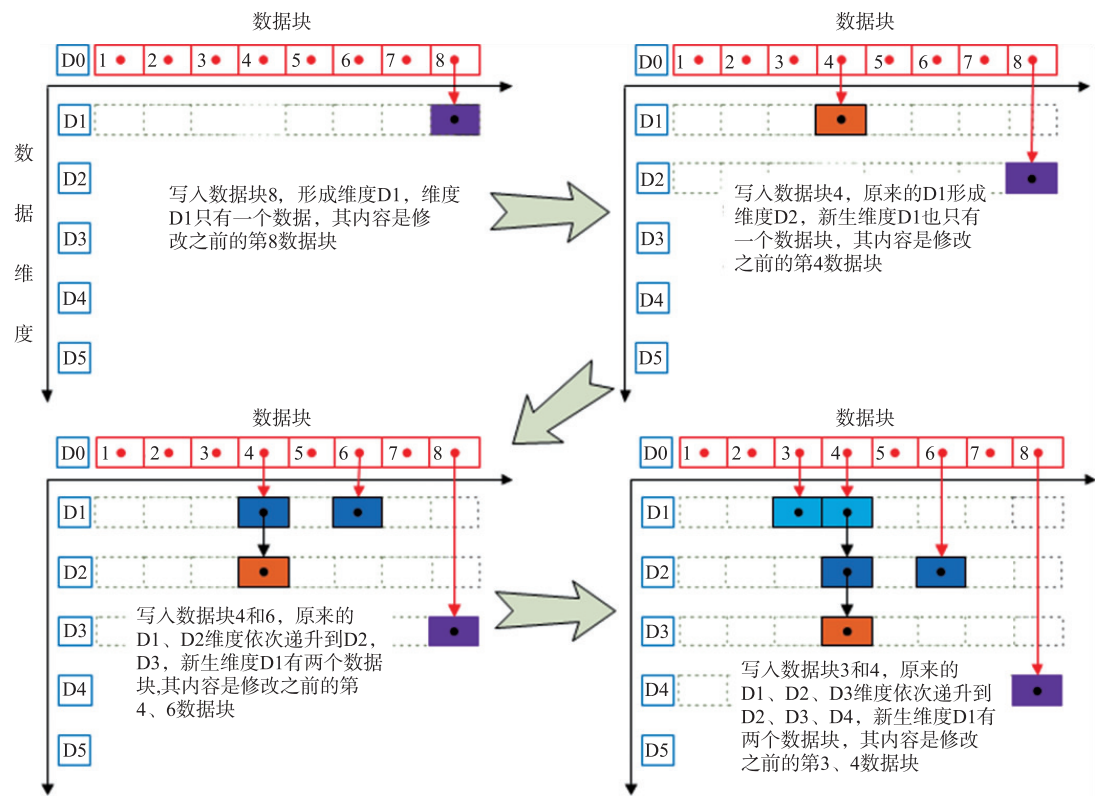 数据块
D0 1 2 3 4 5 6 7 8
D1
D2
D3
D4
D5
数据维度
写入数据块8，形成维度D1，维度
D1只有一个数据，其内容是修
改之前的第8数据块
数据块
D0 1 2 3 4 5 6 7 8
D1
D2
D3
D4
D5
写入数据块4，原来的D1形成
维度D2，新生维度D1也只有
一个数据块，其内容是修改
之前的第4数据块
数据块
D0 1 2 3 4 5 6 7 8
D1
D2
D3
D4
D5
写入数据块4和6，原来的
D1、D2维度依次递升到D2，
D3，新生维度D1有两个数据
块,其内容是修改之前的第
4、6数据块
数据块
D0 1 2 3 4 5 6 7 8
D1
D2
D3
D4
D5
写入数据块3和4，原来的
D1、D2、D3维度依次递升到
D2、D3、D4，新生维度D1有
两个数据块，其内容是修改
之前的第3、4数据块